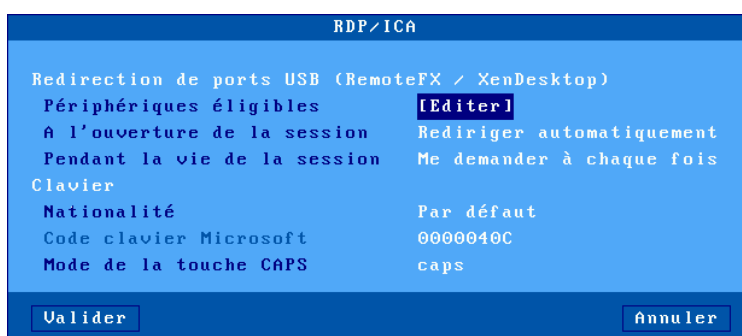 RDP/ICA
Redirection de ports USB (RemoteFX / XenDesktop)
Périphériques éligibles [Editer]
A l'ouverture de la session Rediriger automatiquement
Pendant la vie de la session Me demander à chaque fois
Clavier
Nationalité Par défaut
Code clavier Microsoft 0000040C
Mode de la touche CAPS caps
Valider Annuler